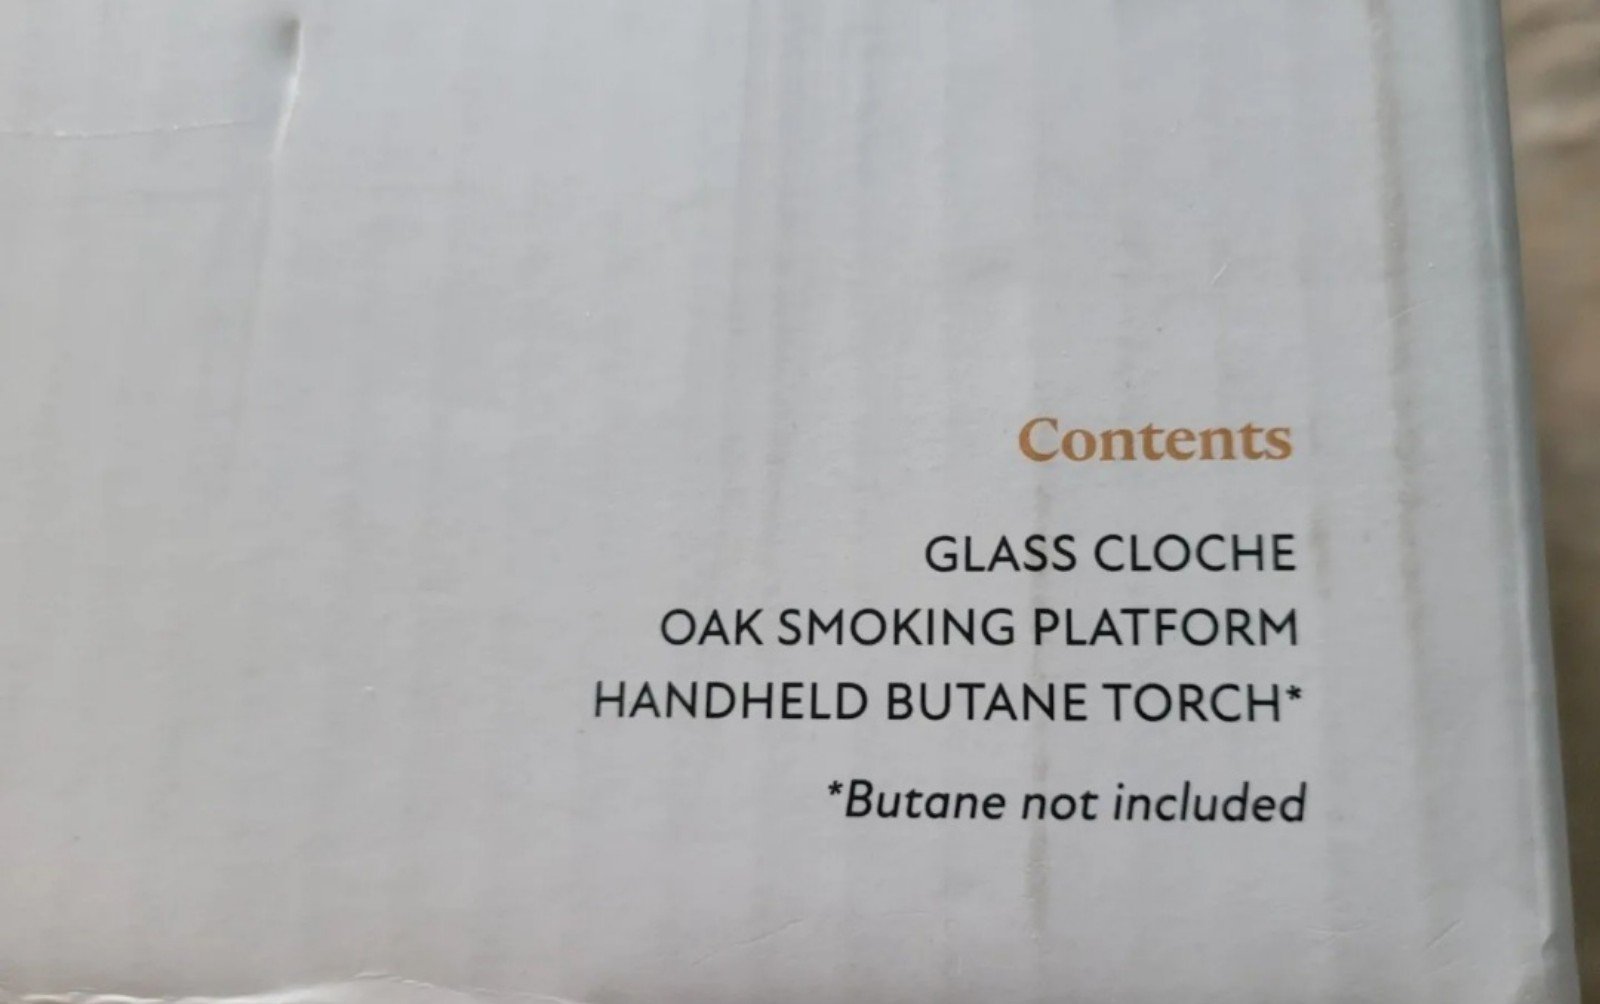 Contents
GLASS CLOCHE
OAK SMOKING PLATFORM
HANDHELD BUTANE TORCH*
*Butane not included